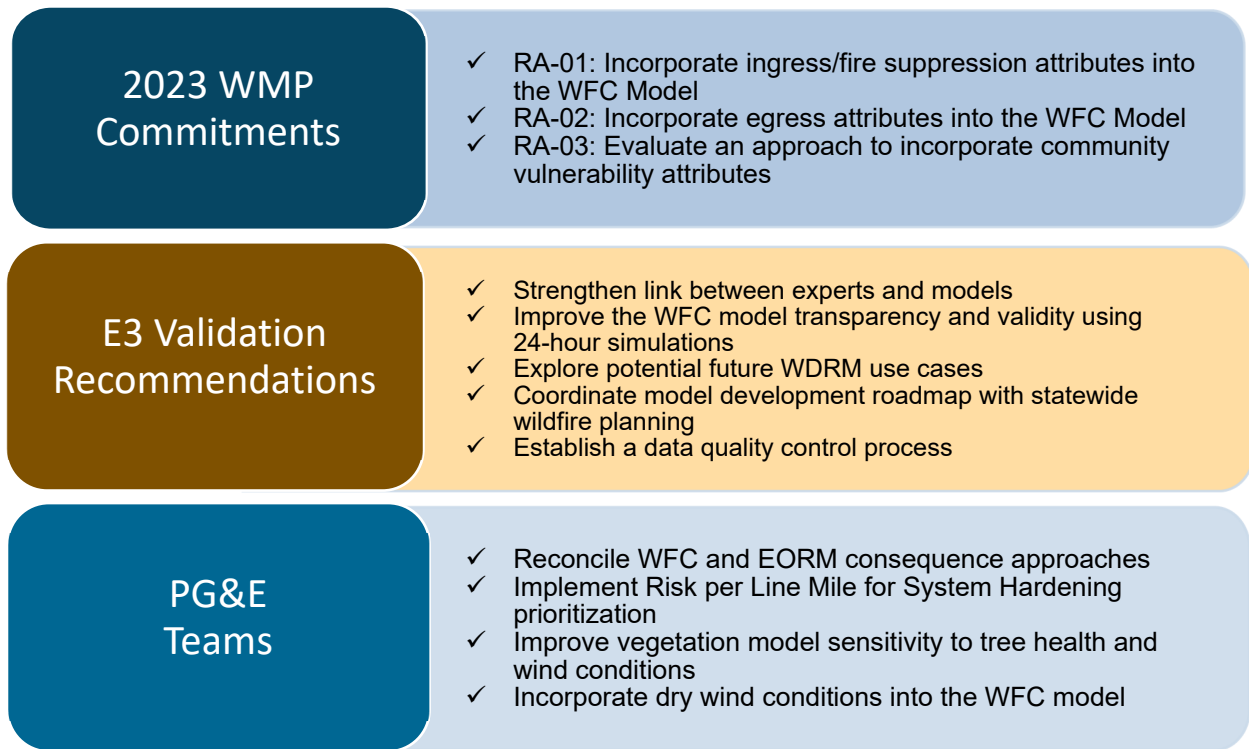 2023 WMP
Commitments
✓ RA-01: Incorporate ingress/fire suppression attributes into
the WFC Model
✓ RA-02: Incorporate egress attributes into the WFC Model
✓ RA-03: Evaluate an approach to incorporate community
vulnerability attributes
E3 Validation
Recommendations
✓ Strengthen link between experts and models
✓ Improve the WFC model transparency and validity using
24-hour simulations
✓ Explore potential future WDRM use cases
✓ Coordinate model development roadmap with statewide
wildfire planning
✓ Establish a data quality control process
PG&E
Teams
✓ Reconcile WFC and EORM consequence approaches
✓ Implement Risk per Line Mile for System Hardening
prioritization
✓ Improve vegetation model sensitivity to tree health and
wind conditions
✓ Incorporate dry wind conditions into the WFC model